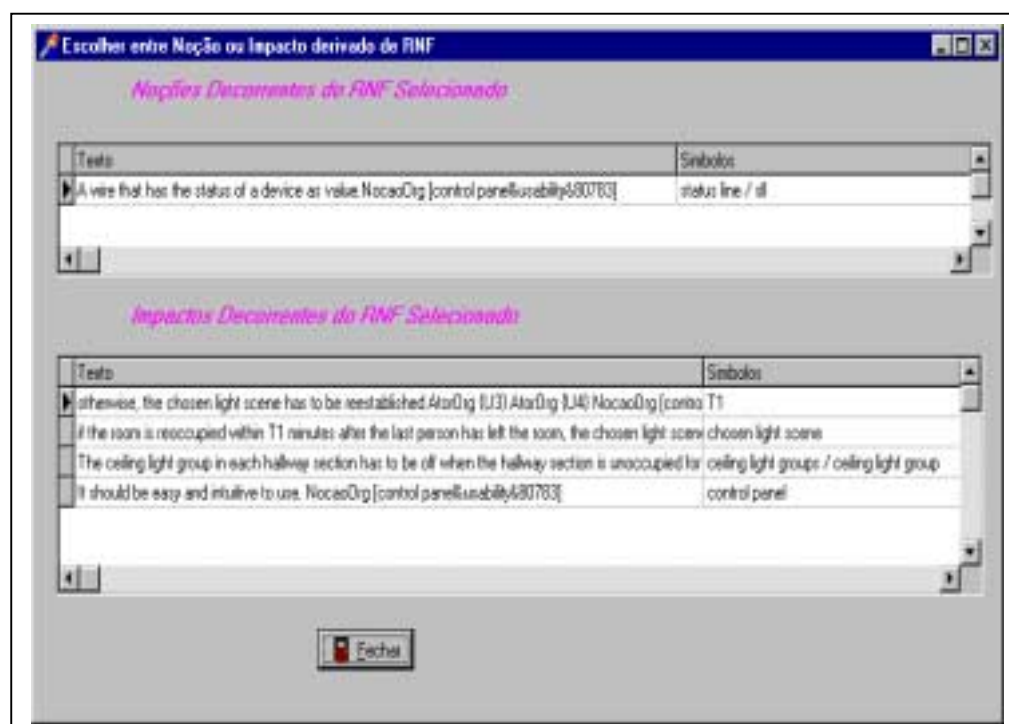 Escolher entre Noção ou Impacto derivado de RNF
Noções Decorrentes do RNF Selecionado
Texto Simbolos
A wire that has the status of a device as value.NocaoOrg [control panel&usability&80783] status line / sll
Impactos Decorrentes do RNF Selecionado
Texto Simbolos
otherwise, the chosen light scene has to be reestablished.AtorOrg (U3) AtorOrg (U4) NocaoOrg [contro T1
if the room is reoccupied within T1 minutes after the last person has left the room, the chosen light scen chosen light scene
The ceiling light group in each hallway section has to be off when the hallway section is unoccupied for ceiling light groups / ceiling light group
It should be easy and intuitive to use. NocaoOrg [control panel&usability&80783] control panel
Fechar